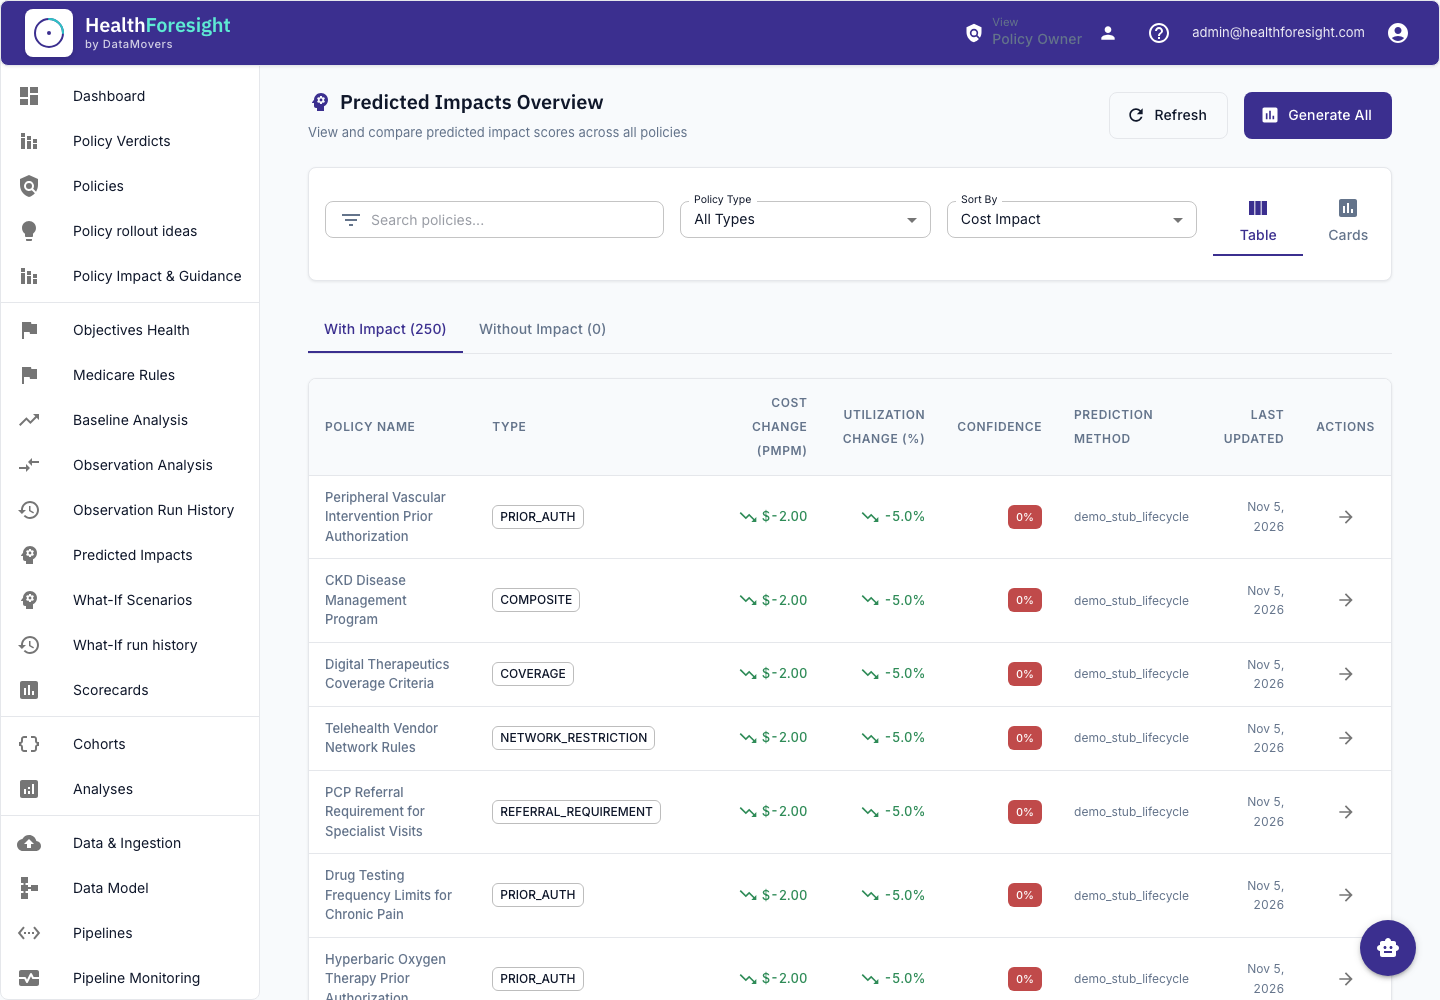 HealthForesight
by DataMovers
View
Policy Owner
admin@healthforesight.com
Dashboard
Policy Verdicts
Policies
Policy rollout ideas
Policy Impact & Guidance
Objectives Health
Medicare Rules
Baseline Analysis
Observation Analysis
Observation Run History
Predicted Impacts
What-If Scenarios
What-If run history
Scorecards
Cohorts
Analyses
Data & Ingestion
Data Model
Pipelines
Pipeline Monitoring
Predicted Impacts Overview
View and compare predicted impact scores across all policies
Refresh
Generate All
Search policies...
Policy Type
All Types
Sort By
Cost Impact
Table
Cards
With Impact (250)
Without Impact (0)
POLICY NAME
TYPE
COST
CHANGE
(PMPM)
UTILIZATION
CHANGE (%)
CONFIDENCE
PREDICTION
METHOD
LAST
UPDATED
ACTIONS
Peripheral Vascular
Intervention Prior
Authorization
PRIOR_AUTH
$-2.00
-5.0%
0%
demo_stub_lifecycle
Nov 5,
2026
CKD Disease
Management
Program
COMPOSITE
$-2.00
-5.0%
0%
demo_stub_lifecycle
Nov 5,
2026
Digital Therapeutics
Coverage Criteria
COVERAGE
$-2.00
-5.0%
0%
demo_stub_lifecycle
Nov 5,
2026
Telehealth Vendor
Network Rules
NETWORK_RESTRICTION
$-2.00
-5.0%
0%
demo_stub_lifecycle
Nov 5,
2026
PCP Referral
Requirement for
Specialist Visits
REFERRAL_REQUIREMENT
$-2.00
-5.0%
0%
demo_stub_lifecycle
Nov 5,
2026
Drug Testing
Frequency Limits for
Chronic Pain
PRIOR_AUTH
$-2.00
-5.0%
0%
demo_stub_lifecycle
Nov 5,
2026
Hyperbaric Oxygen
Therapy Prior
Authorization
PRIOR_AUTH
$-2.00
-5.0%
0%
demo_stub_lifecycle
Nov 5,
2026